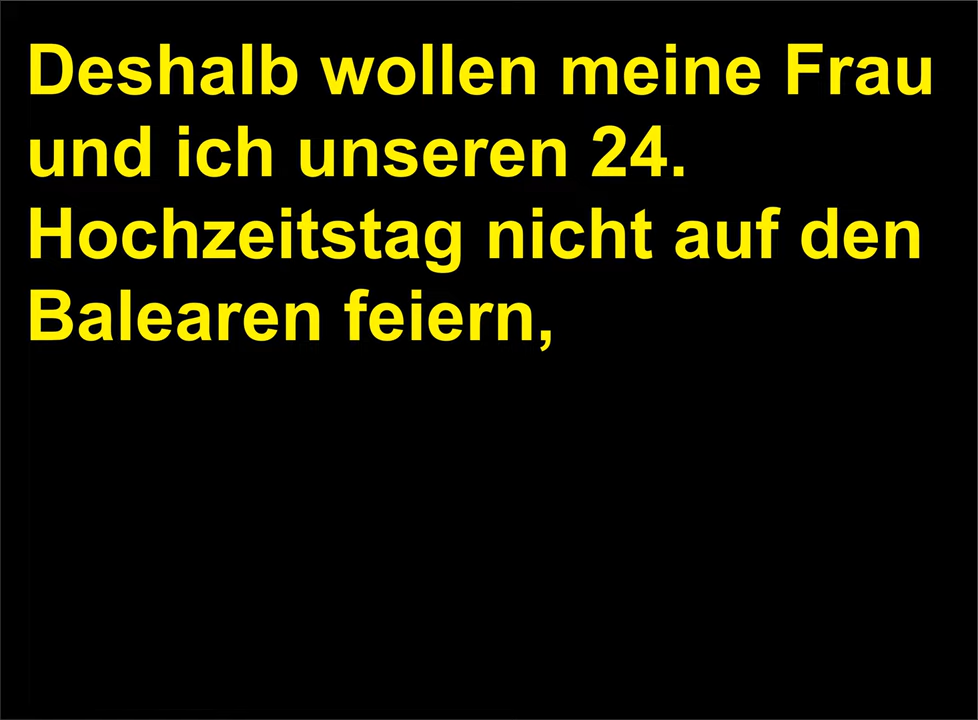 Deshalb wollen meine Frau
und ich unseren 24.
Hochzeitstag nicht auf den
Balearen feiern,